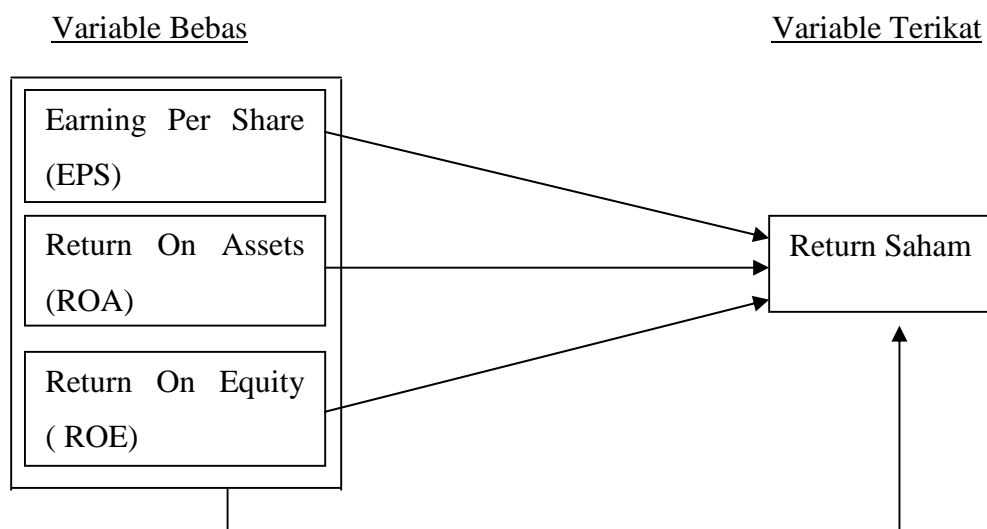 Variable Bebas
Variable Terikat
Earning Per Share
(EPS)
Return On Assets
(ROA)
Return On Equity
( ROE)
Return Saham